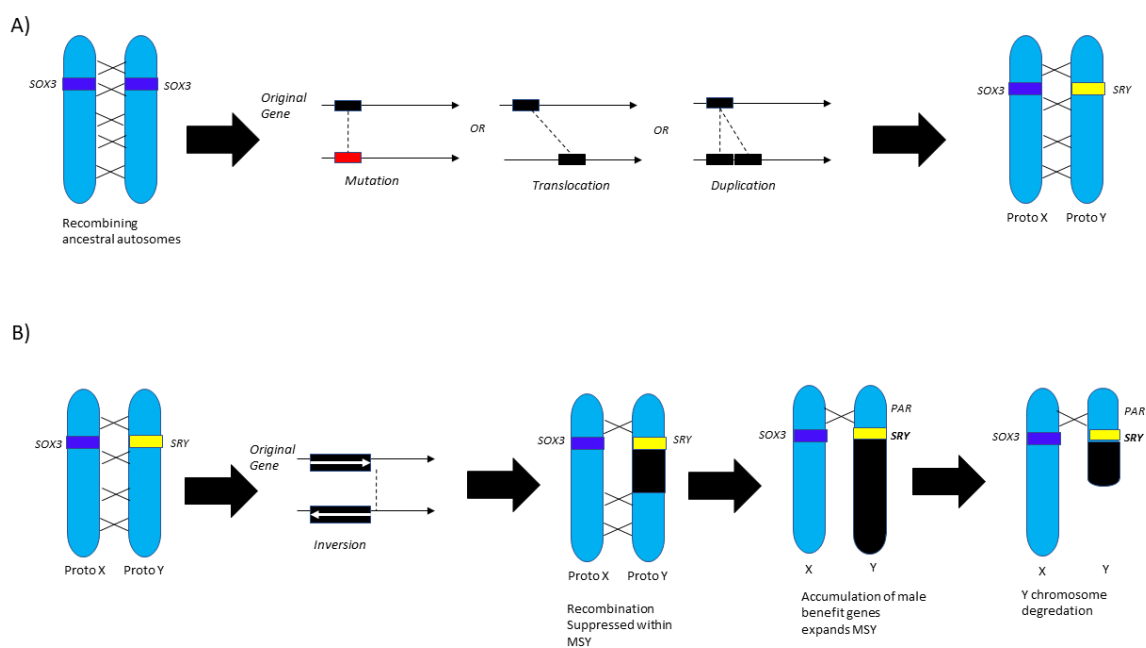 A)
SOX3
SOX3
Recombining
ancestral autosomes
Original
Gene
Mutation
OR
Translocation
OR
Duplication
SOX3
SRY
Proto X
Proto Y
B)
SOX3
SRY
Proto X
Proto Y
Original
Gene
Inversion
SOX3
SRY
Proto X
Proto Y
Recombination
Suppressed within
MSY
PAR
SOX3
SRY
X
Y
Accumulation of male
benefit genes
expands MSY
PAR
SOX3
SRY
X
Y
Y chromosome
degredation